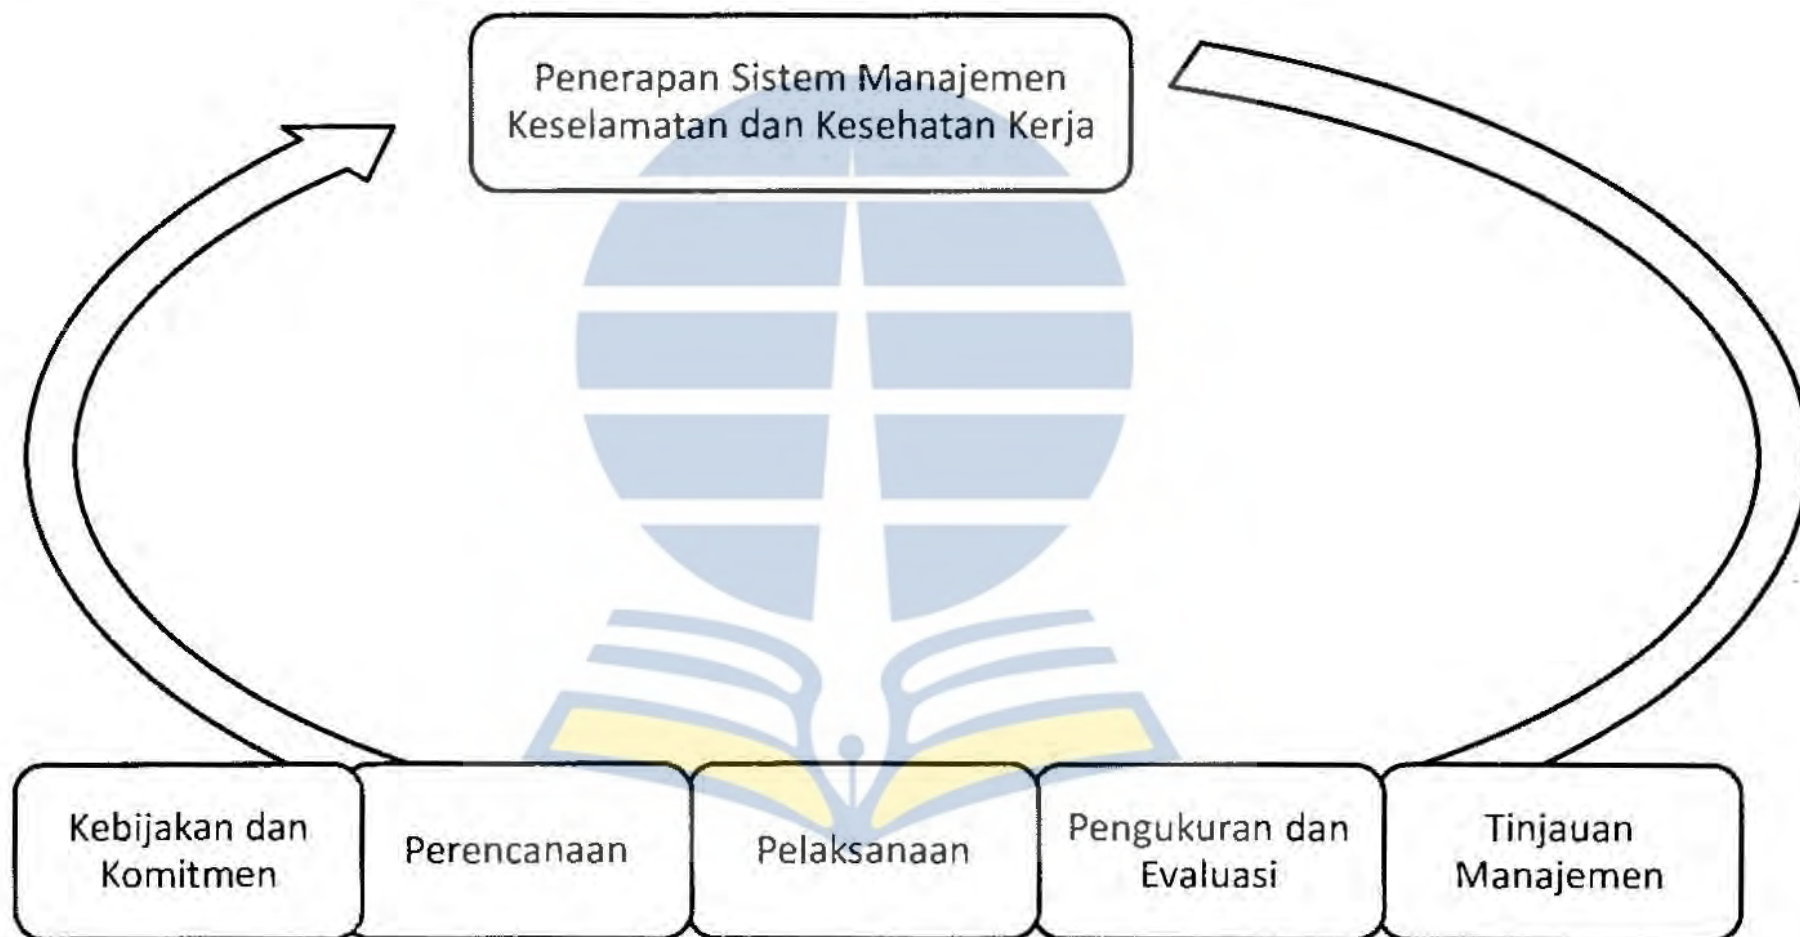 Penerapan Sistem Manajemen
Keselamatan dan Kesehatan Kerja
Kebijakan dan
Komitmen
Perencanaan
Pelaksanaan
Pengukuran dan
Evaluasi
Tinjauan
Manajemen